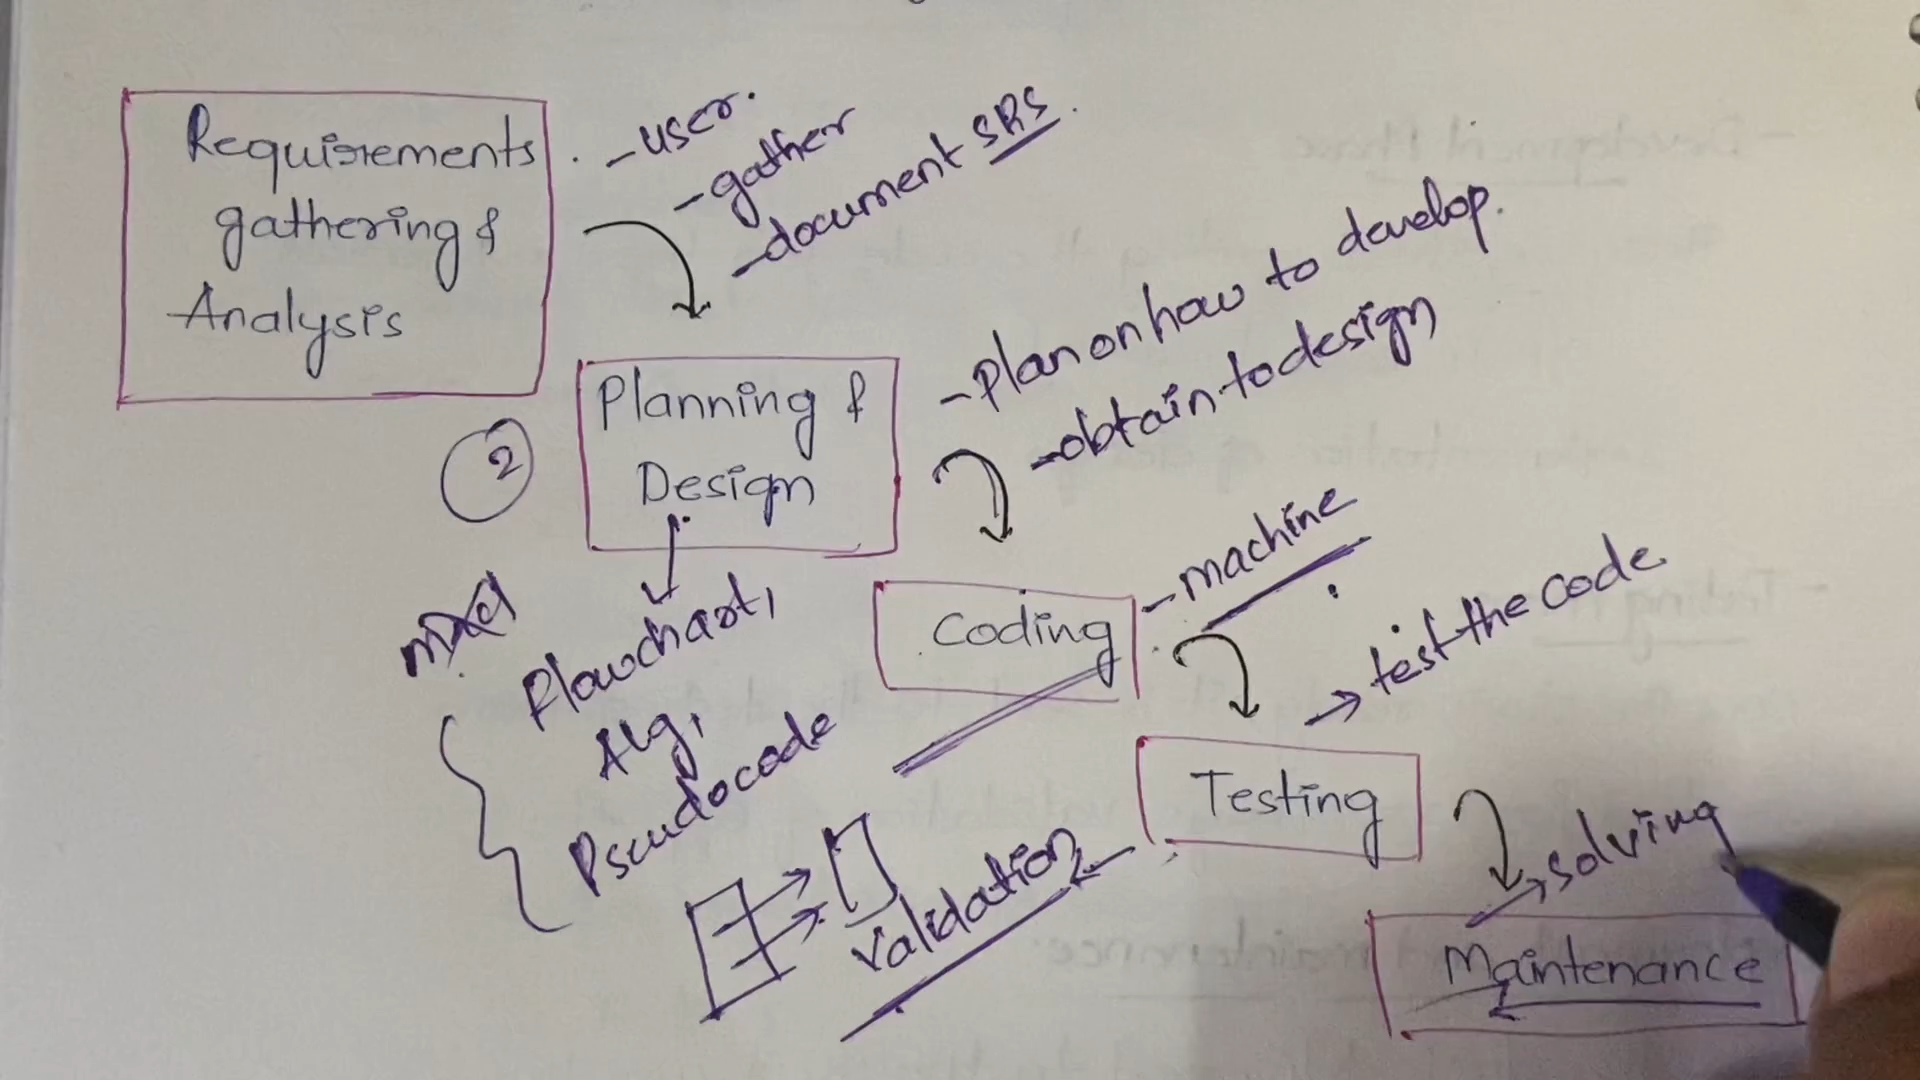 Requirements
gathering &
Analysis
-user.
-gather
-document SRS.
2
Planning &
Design
-plan on how to develop.
-obtain-to design
Flowchart,
Alg,
Psudocode
Coding
-machine
Testing
→ test the code
Validation
→ solving
Maintenance